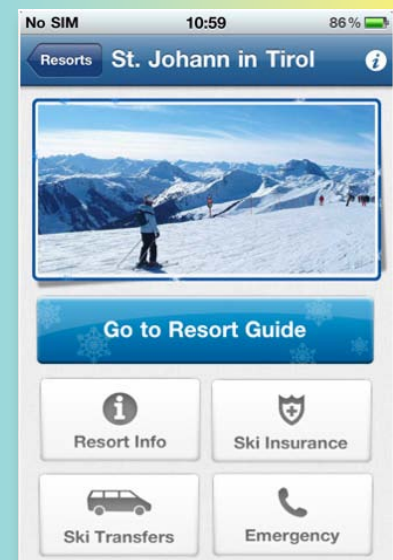 No SIM 10:59 86%
Resorts St. Johann in Tirol
Go to Resort Guide
Resort Info Ski Insurance
Ski Transfers Emergency